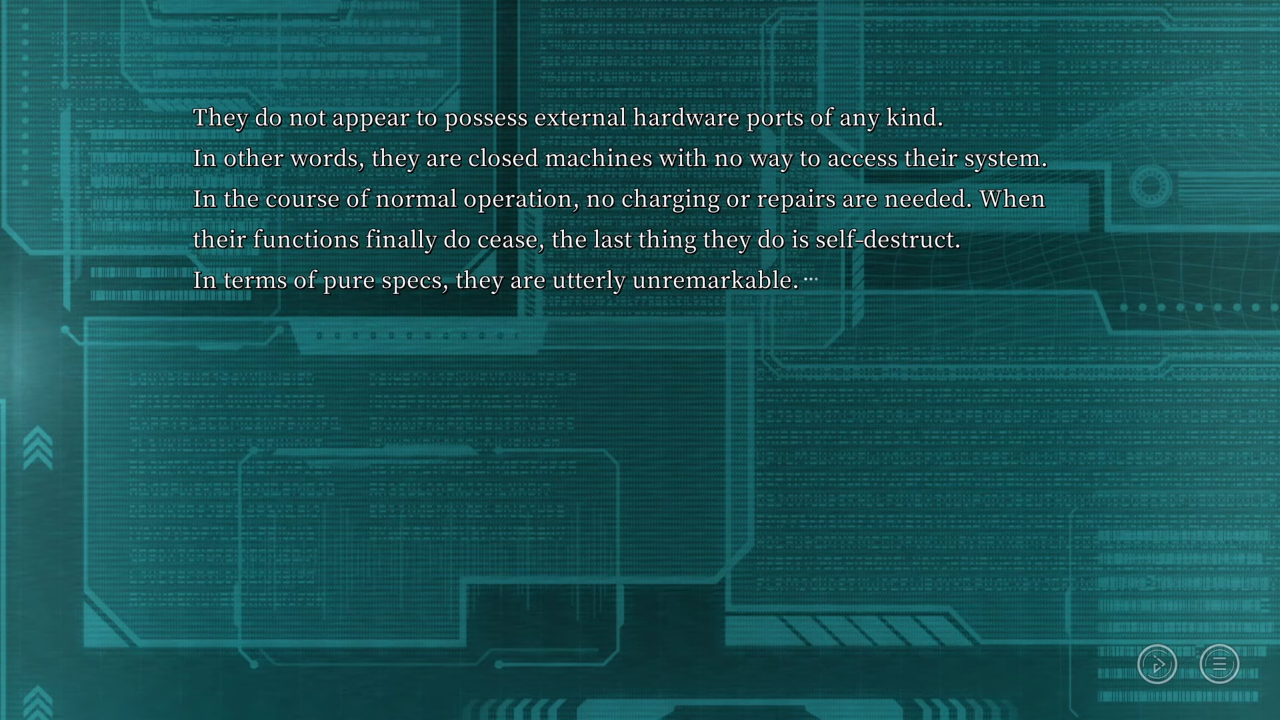 They do not appear to possess external hardware ports of any kind.
In other words, they are closed machines with no way to access their system.
In the course of normal operation, no charging or repairs are needed. When
their functions finally do cease, the last thing they do is self-destruct.
In terms of pure specs, they are utterly unremarkable.